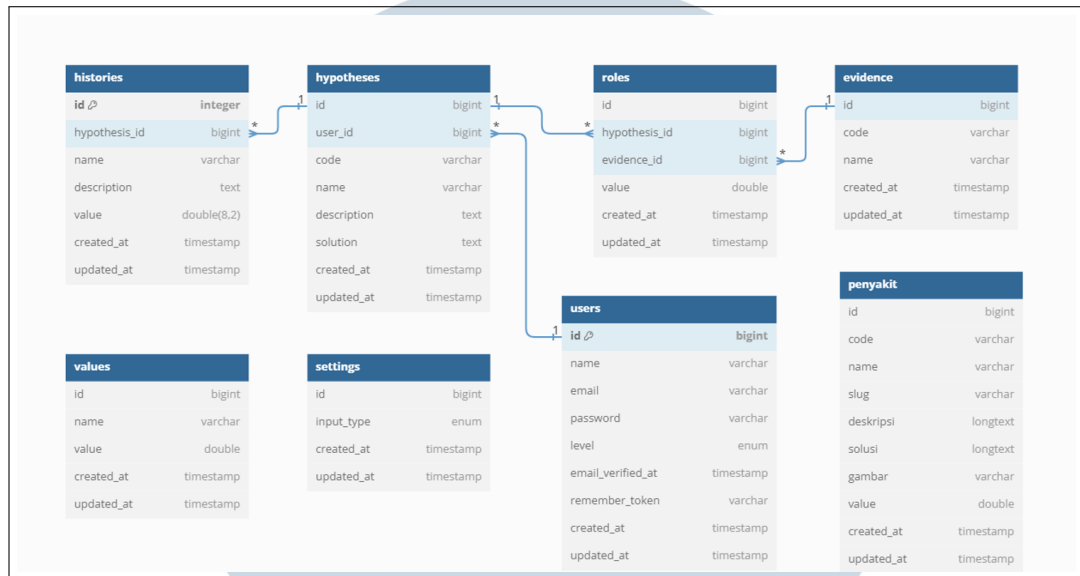 histories
id integer
hypothesis_id bigint
name varchar
description text
value double(8,2)
created_at timestamp
updated_at timestamp
hypotheses
id bigint
user_id bigint
code varchar
name varchar
description text
solution text
created_at timestamp
updated_at timestamp
roles
id bigint
hypothesis_id bigint
evidence_id bigint
value double
created_at timestamp
updated_at timestamp
evidence
id bigint
code varchar
name varchar
created_at timestamp
updated_at timestamp
1
*
1
*
*
1
*
1
values
id bigint
name varchar
value double
created_at timestamp
updated_at timestamp
settings
id bigint
input_type enum
created_at timestamp
updated_at timestamp
users
id bigint
name varchar
email varchar
password varchar
level enum
email_verified_at timestamp
remember_token varchar
created_at timestamp
updated_at timestamp
penyakit
id bigint
code varchar
name varchar
slug varchar
deskripsi longtext
solusi longtext
gambar varchar
value double
created_at timestamp
updated_at timestamp